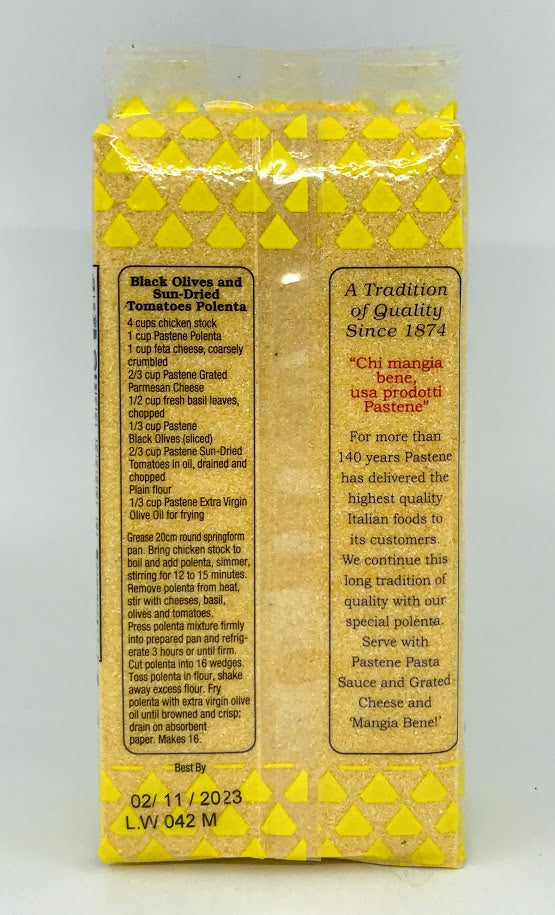 Black Olives and
Sun-Dried
Tomatoes Polenta
4 cups chicken stock
1 cup Pastene Polenta
1 cup feta cheese, coarsely
crumbled
2/3 cup Pastene Grated
Parmesan Cheese
1/2 cup fresh basil leaves,
chopped
1/3 cup Pastene
Black Olives (sliced)
2/3 cup Pastene Sun-Dried
Tomatoes in oil, drained and
chopped
Plain flour
1/3 cup Pastene Extra Virgin
Olive Oil for frying
Grease 20cm round springform
pan. Bring chicken stock to
boil and add polenta, simmer,
stirring for 12 to 15 minutes.
Remove polenta from heat,
stir with cheeses, basil,
olives and tomatoes.
Press polenta mixture firmly
into prepared pan and refrig-
erate 3 hours or until firm.
Cut polenta into 16 wedges.
Toss polenta in flour, shake
away excess flour. Fry
polenta with extra virgin olive
oil until browned and crisp;
drain on absorbent
paper. Makes 16.
Best By
02/ 11 / 2023
L.W 042 M
A Tradition
of Quality
Since 1874
“Chi mangia
bene,
usa prodotti
Pastene”
For more than
140 years Pastene
has delivered the
highest quality
Italian foods to
its customers.
We continue this
long tradition of
quality with our
special polenta.
Serve with
Pastene Pasta
Sauce and Grated
Cheese and
‘Mangia Bene!’